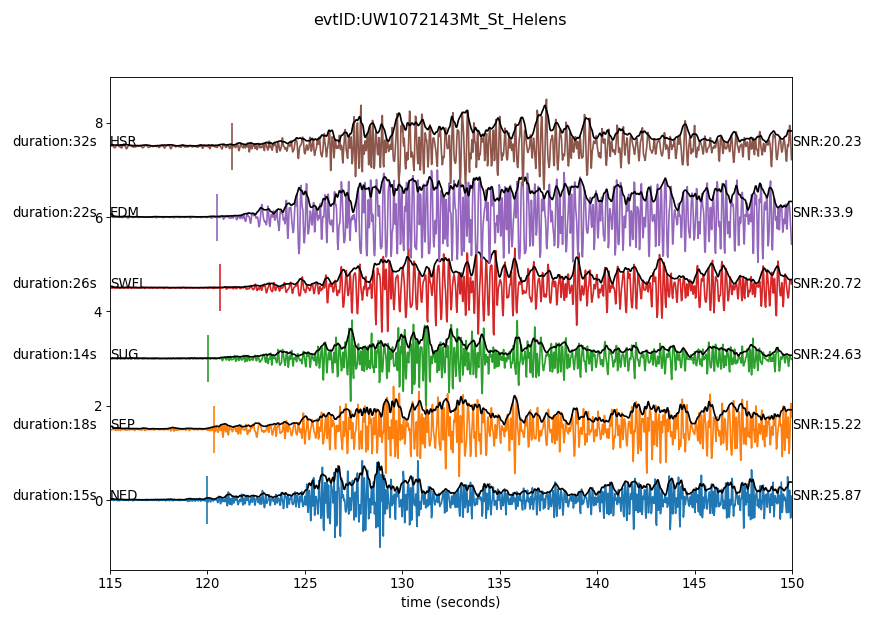 evtID:UW1072143Mt_St_Helens
8
duration:32s HSR SNR:20.23
duration:22s EDM SNR:33.9
6
duration:26s SWFL SNR:20.72
4
duration:14s SUG SNR:24.63
2
duration:18s SEP SNR:15.22
duration:15s NED SNR:25.87
0
115 120 125 130 135 140 145 150
time (seconds)